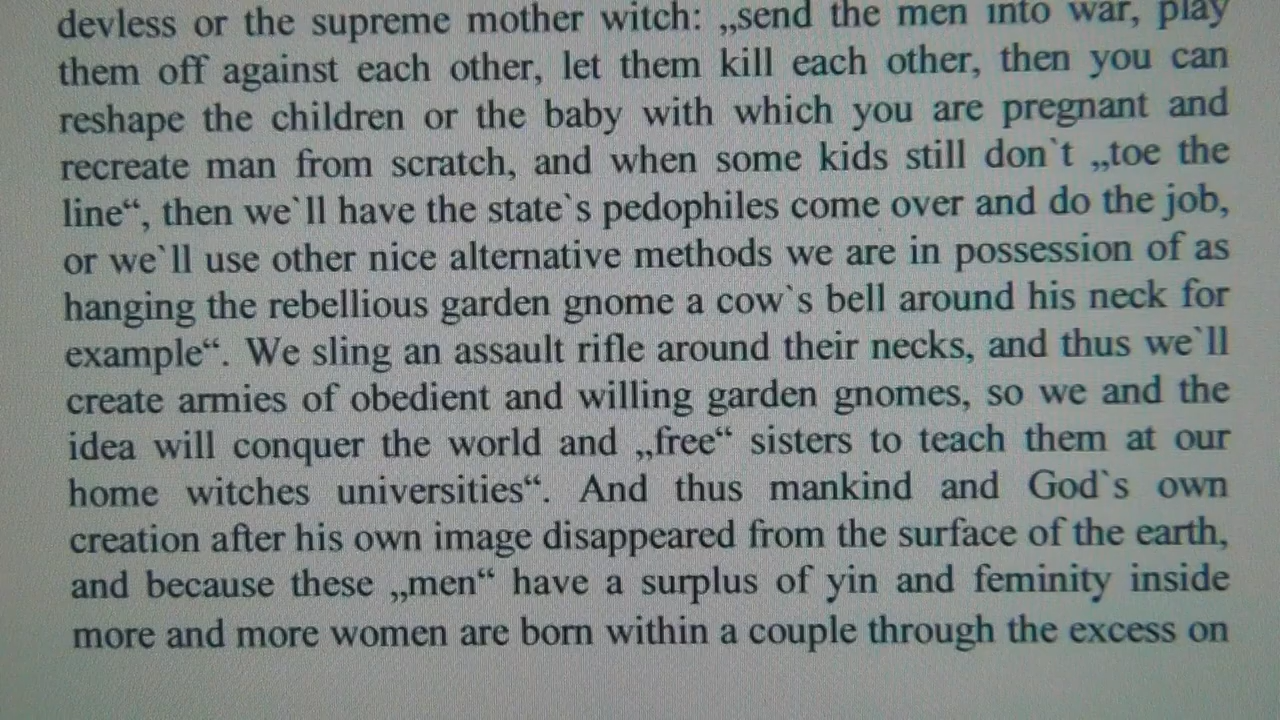 devless or the supreme mother witch: „send the men into war, play
them off against each other, let them kill each other, then you can
reshape the children or the baby with which you are pregnant and
recreate man from scratch, and when some kids still don`t „toe the
line“, then we`ll have the state`s pedophiles come over and do the job,
or we`ll use other nice alternative methods we are in possession of as
hanging the rebellious garden gnome a cow`s bell around his neck for
example“. We sling an assault rifle around their necks, and thus we`ll
create armies of obedient and willing garden gnomes, so we and the
idea will conquer the world and „free“ sisters to teach them at our
home witches universities“. And thus mankind and God`s own
creation after his own image disappeared from the surface of the earth,
and because these „men“ have a surplus of yin and feminity inside
more and more women are born within a couple through the excess on